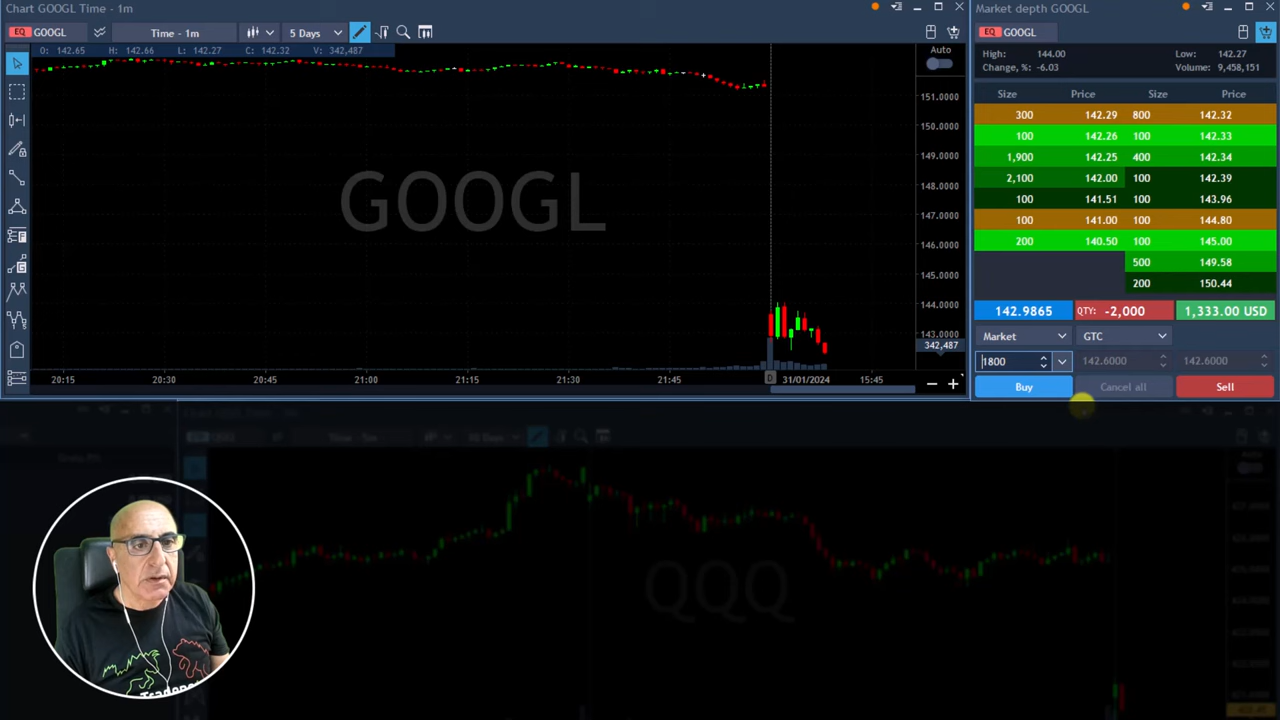 Chart GOOGL Time - 1m
EQ GOOGL Time - 1m 5 Days
O: 142.65 H: 142.66 L: 142.27 C: 142.32 V: 342,487
Auto
GOOGL
151.0000
150.0000
149.0000
148.0000
147.0000
146.0000
145.0000
144.0000
143.0000
342,487
20:15 20:30 20:45 21:00 21:15 21:30 21:45 D 31/01/2024 15:45
Market depth GOOGL
EQ GOOGL
High: 144.00 Low: 142.27
Change, %: -6.03 Volume: 9,458,151
Size Price Size Price
300 142.29 800 142.32
100 142.26 100 142.33
1,900 142.25 400 142.34
2,100 142.00 100 142.39
100 141.51 100 143.96
100 141.00 100 144.80
200 140.50 100 145.00
500 149.58
200 150.44
142.9865 QTY: -2,000 1,333.00 USD
Market GTC
1800 142.6000 142.6000
Buy Cancel all Sell
QQQ